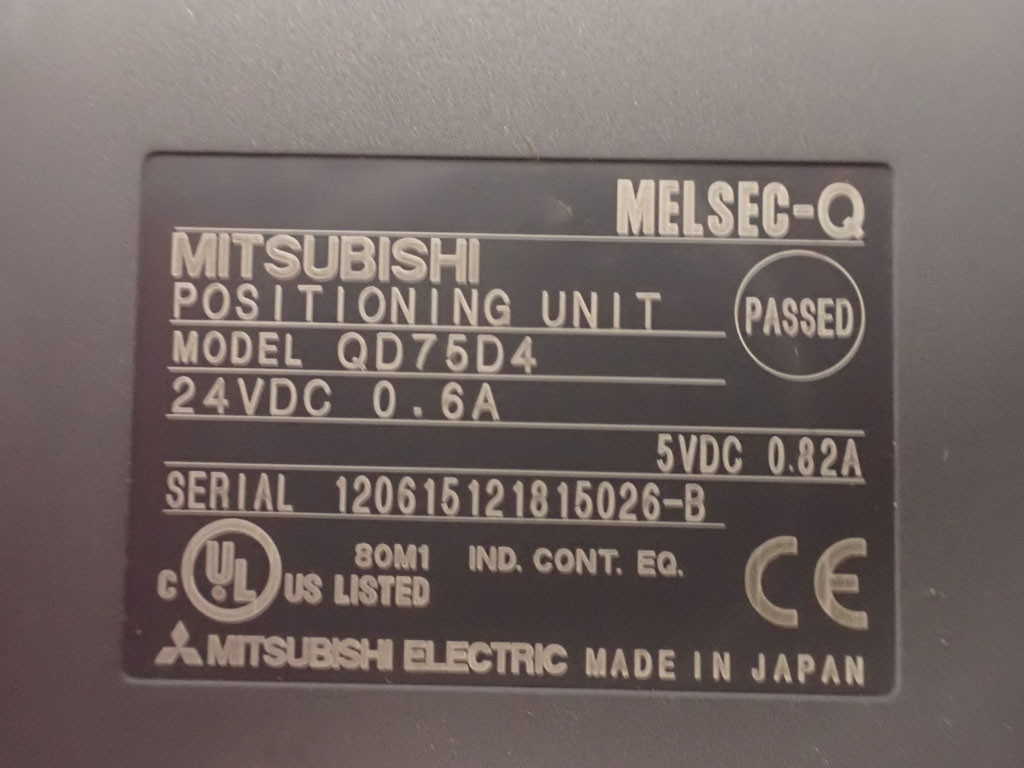 MELSEC-Q
MITSUBISHI
POSITIONING UNIT
PASSED
MODEL QD75D4
24VDC 0.6A
5VDC 0.82A
SERIAL 120615121815026-B
C UL US LISTED 80M1 IND. CONT. EQ.
CE
MITSUBISHI ELECTRIC MADE IN JAPAN